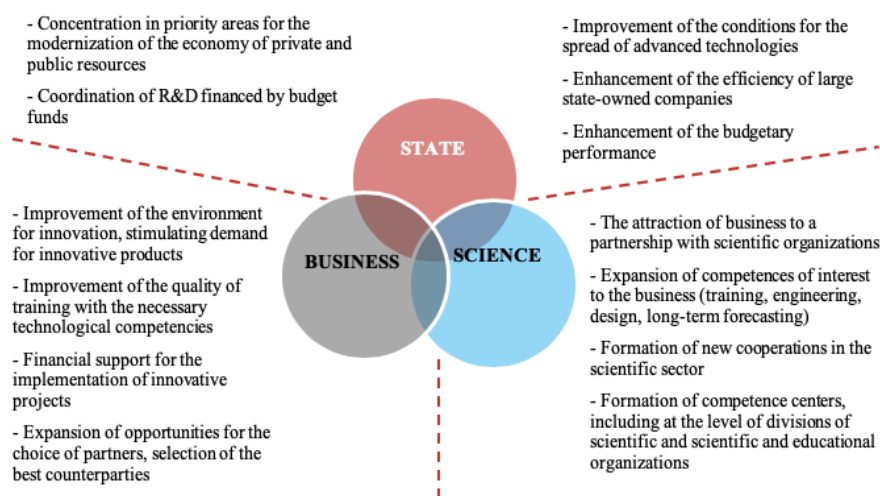 - Concentration in priority areas for the
modernization of the economy of private and
public resources
- Coordination of R&D financed by budget
funds
- Improvement of the conditions for the
spread of advanced technologies
- Enhancement of the efficiency of large
state-owned companies
- Enhancement of the budgetary
performance
STATE
BUSINESS
SCIENCE
- Improvement of the environment
for innovation, stimulating demand
for innovative products
- Improvement of the quality of
training with the necessary
technological competencies
- Financial support for the
implementation of innovative
projects
- Expansion of opportunities for the
choice of partners, selection of the
best counterparties
- The attraction of business to a
partnership with scientific organizations
- Expansion of competences of interest
to the business (training, engineering,
design, long-term forecasting)
- Formation of new cooperations in the
scientific sector
- Formation of competence centers,
including at the level of divisions of
scientific and scientific and educational
organizations